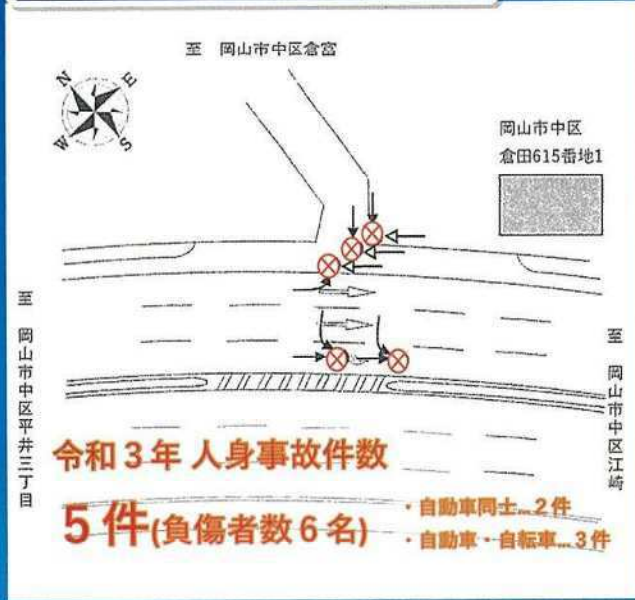 至 岡山市中区倉富
N
E
W
S
岡山市中区
倉田615番地1
至 岡山市中区平井三丁目
至 岡山市中区江崎
令和3年 人身事故件数
5件(負傷者数6名)
・自動車同士...2件
・自動車・自転車...3件